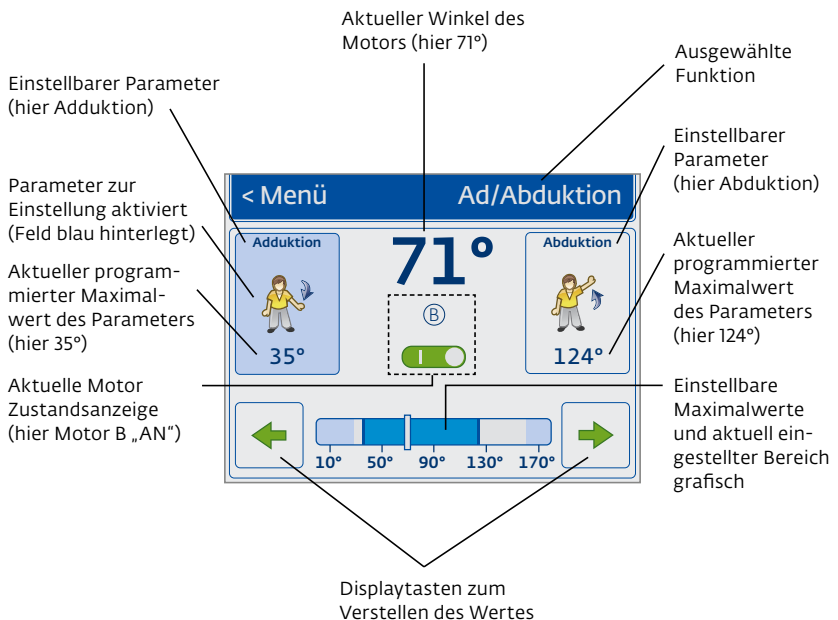 Aktueller Winkel des
Motors (hier 71°)
Ausgewählte
Funktion
Einstellbarer Parameter
(hier Adduktion)
Einstellbarer
Parameter
(hier Abduktion)
Parameter zur
Einstellung aktiviert
(Feld blau hinterlegt)
Aktueller program-
mierter Maximal-
wert des Parameters
(hier 35°)
Aktuelle Motor
Zustandsanzeige
(hier Motor B „AN“)
< Menü
Ad/Abduktion
Adduktion
35°
71°
B
I
Abduktion
124°
10° 50° 90° 130° 170°
Aktueller
programmierter
Maximalwert
des Parameters
(hier 124°)
Einstellbare
Maximalwerte
und aktuell ein-
gestellter Bereich
grafisch
Displaytasten zum
Verstellen des Wertes